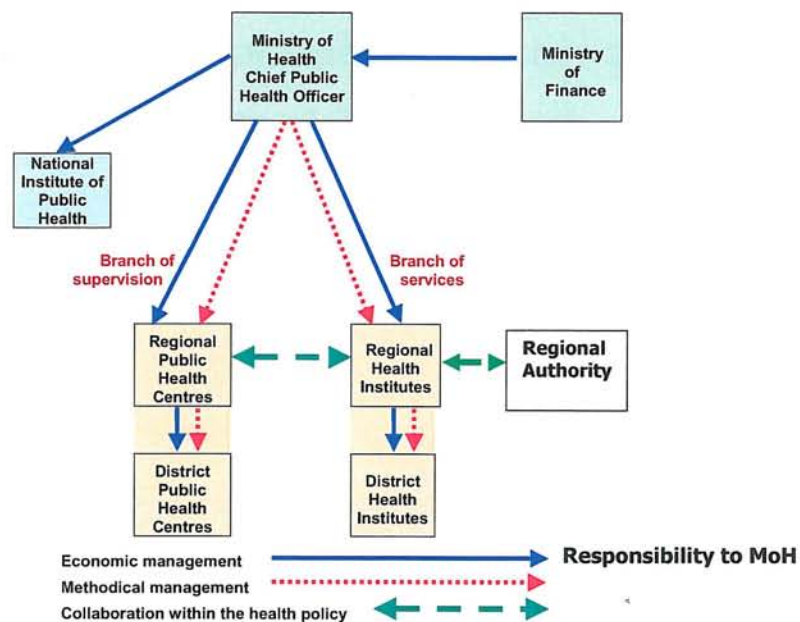 Ministry of
Health
Chief Public
Health Officer
Ministry
of
Finance
National
Institute of
Public
Health
Branch of
supervision
Branch of
services
Regional
Public
Health
Centres
Regional
Health
Institutes
Regional
Authority
District
Public
Health
Centres
District
Health
Institutes
Economic management
Responsibility to MoH
Methodical management
Collaboration within the health policy